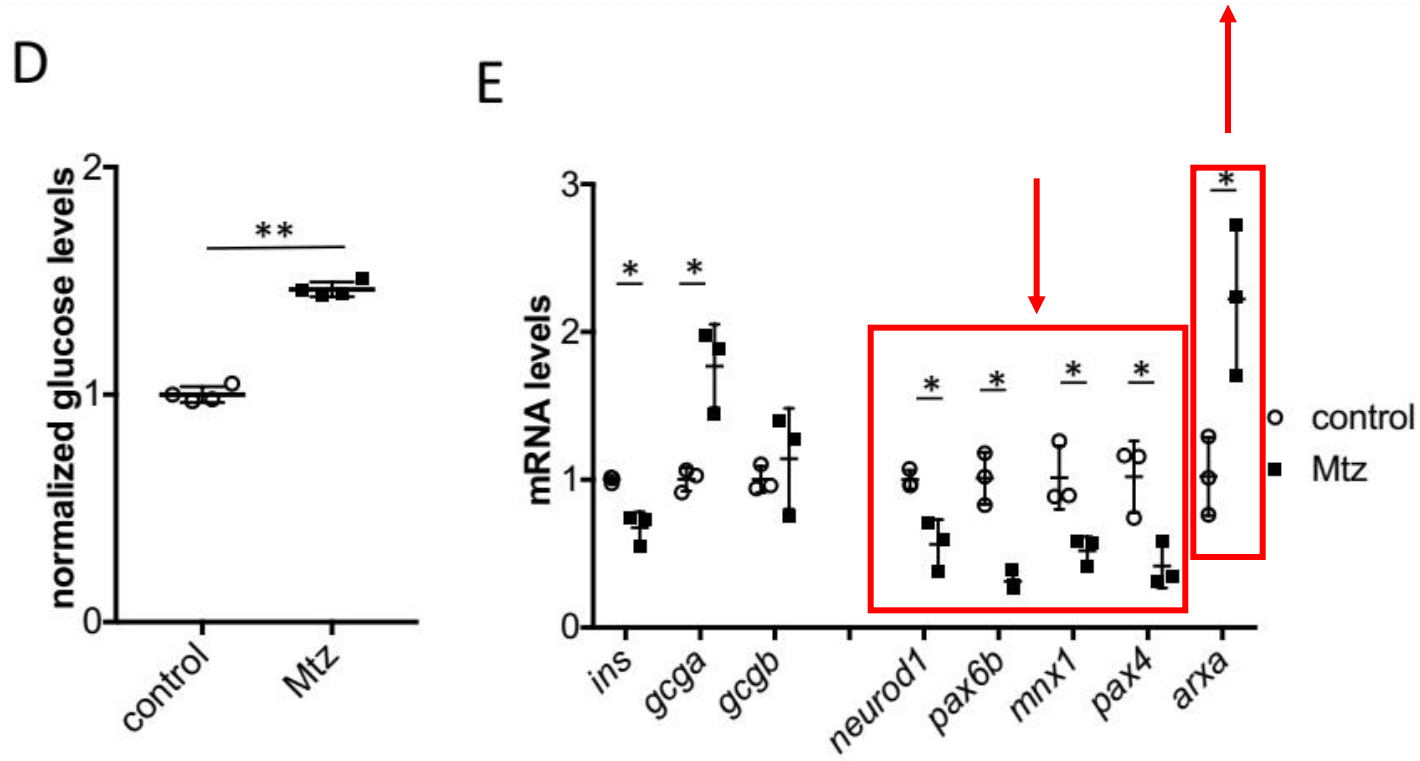 D
normalized glucose levels
2
1
0
**
control
Mtz
E
mRNA levels
3
2
1
0
*
*
*
*
*
*
*
ins
gcga
gcgb
neurod1
pax6b
mnx1
pax4
arxa
control
Mtz